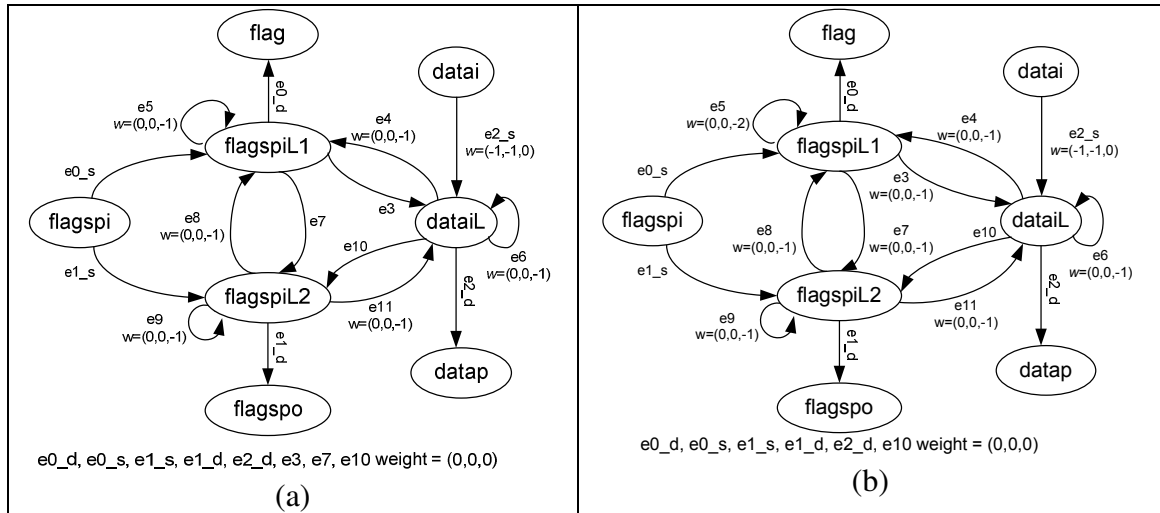 flag
datai
e0_d
e5
w=(0,0,-1)
e4
w=(0,0,-1)
e2_s
w=(-1,-1,0)
flagspiL1
e0_s
flagspi
e8
w=(0,0,-1)
e7
e3
dataiL
e10
e6
w=(0,0,-1)
e1_s
flagspiL2
e9
w=(0,0,-1)
e11
w=(0,0,-1)
e2_d
e1_d
datap
flagspo
e0_d, e0_s, e1_s, e1_d, e2_d, e3, e7, e10 weight = (0,0,0)
(a)
flag
datai
e0_d
e5
w=(0,0,-2)
e4
w=(0,0,-1)
e2_s
w=(-1,-1,0)
flagspiL1
e0_s
e3
w=(0,0,-1)
flagspi
e8
w=(0,0,-1)
e7
w=(0,0,-1)
dataiL
e10
e6
w=(0,0,-1)
e1_s
flagspiL2
e9
w=(0,0,-1)
e11
w=(0,0,-1)
e2_d
e1_d
datap
flagspo
e0_d, e0_s, e1_s, e1_d, e2_d, e10 weight = (0,0,0)
(b)